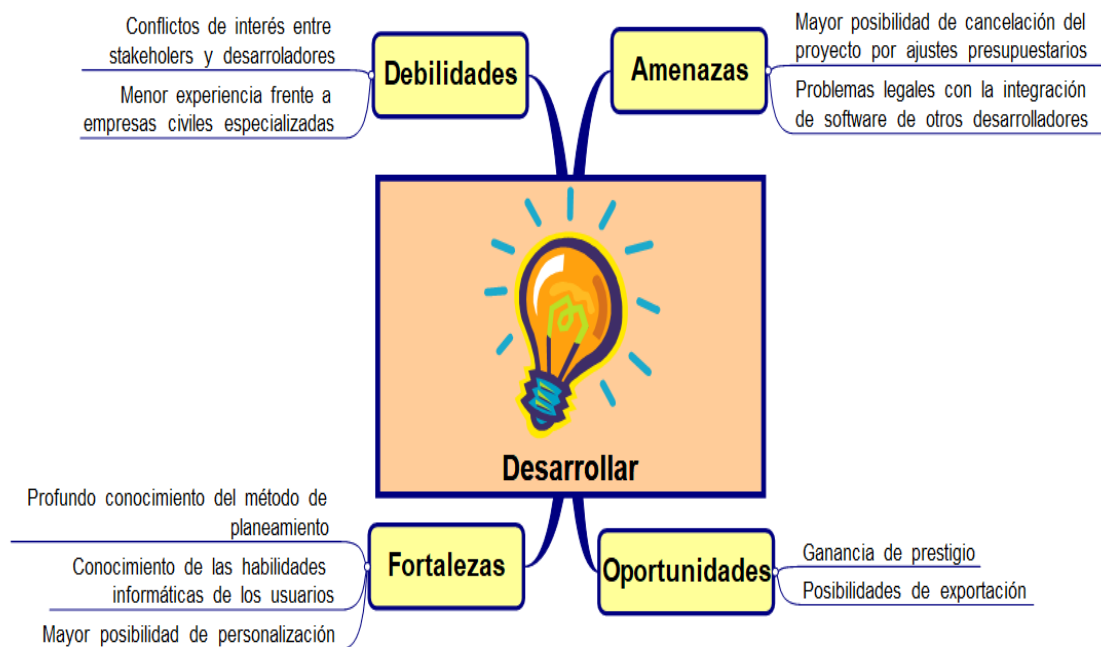 Conflictos de interés entre
stakeholers y desarroladores
Menor experiencia frente a
empresas civiles especializadas
Debilidades
Amenazas
Mayor posibilidad de cancelación del
proyecto por ajustes presupuestarios
Problemas legales con la integración
de software de otros desarrolladores
Desarrollar
Profundo conocimiento del método de
planeamiento
Conocimiento de las habilidades
informáticas de los usuarios
Mayor posibilidad de personalización
Fortalezas
Oportunidades
Ganancia de prestigio
Posibilidades de exportación